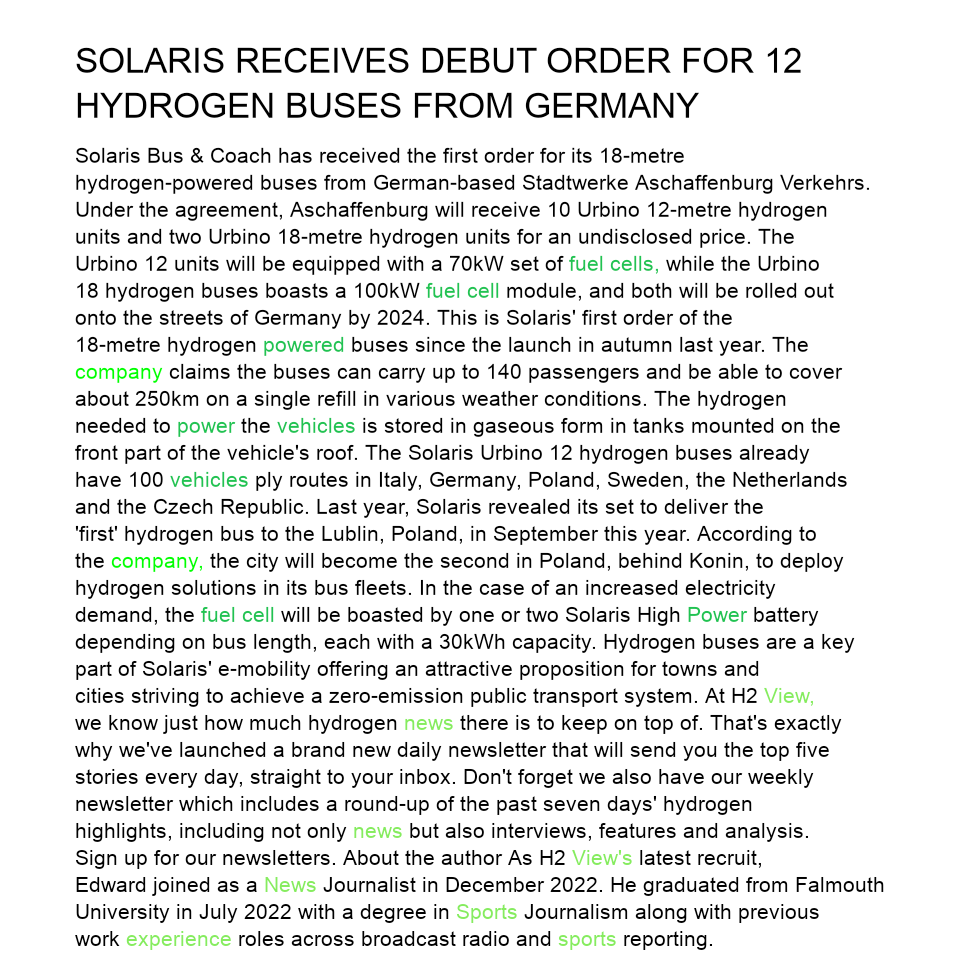 SOLARIS RECEIVES DEBUT ORDER FOR 12
HYDROGEN BUSES FROM GERMANY
Solaris Bus & Coach has received the first order for its 18-metre
hydrogen-powered buses from German-based Stadtwerke Aschaffenburg Verkehrs.
Under the agreement, Aschaffenburg will receive 10 Urbino 12-metre hydrogen
units and two Urbino 18-metre hydrogen units for an undisclosed price. The
Urbino 12 units will be equipped with a 70kW set of fuel cells, while the Urbino
18 hydrogen buses boasts a 100kW fuel cell module, and both will be rolled out
onto the streets of Germany by 2024. This is Solaris' first order of the
18-metre hydrogen powered buses since the launch in autumn last year. The
company claims the buses can carry up to 140 passengers and be able to cover
about 250km on a single refill in various weather conditions. The hydrogen
needed to power the vehicles is stored in gaseous form in tanks mounted on the
front part of the vehicle's roof. The Solaris Urbino 12 hydrogen buses already
have 100 vehicles ply routes in Italy, Germany, Poland, Sweden, the Netherlands
and the Czech Republic. Last year, Solaris revealed its set to deliver the
'first' hydrogen bus to the Lublin, Poland, in September this year. According to
the company, the city will become the second in Poland, behind Konin, to deploy
hydrogen solutions in its bus fleets. In the case of an increased electricity
demand, the fuel cell will be boasted by one or two Solaris High Power battery
depending on bus length, each with a 30kWh capacity. Hydrogen buses are a key
part of Solaris' e-mobility offering an attractive proposition for towns and
cities striving to achieve a zero-emission public transport system. At H2 View,
we know just how much hydrogen news there is to keep on top of. That's exactly
why we've launched a brand new daily newsletter that will send you the top five
stories every day, straight to your inbox. Don't forget we also have our weekly
newsletter which includes a round-up of the past seven days' hydrogen
highlights, including not only news but also interviews, features and analysis.
Sign up for our newsletters. About the author As H2 View's latest recruit,
Edward joined as a News Journalist in December 2022. He graduated from Falmouth
University in July 2022 with a degree in Sports Journalism along with previous
work experience roles across broadcast radio and sports reporting.